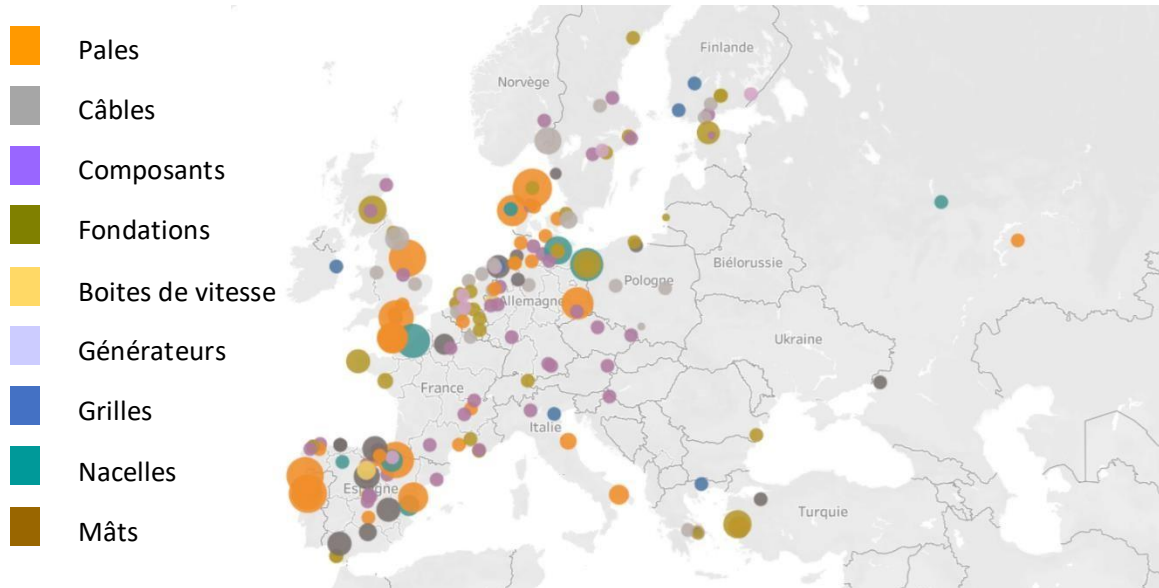 Pales
Câbles
Composants
Fondations
Boites de vitesse
Générateurs
Grilles
Nacelles
Mâts
Finlande
Norvège
Biélorussie
Pologne
Allemagne
Ukraine
France
Italie
Espagne
Turquie